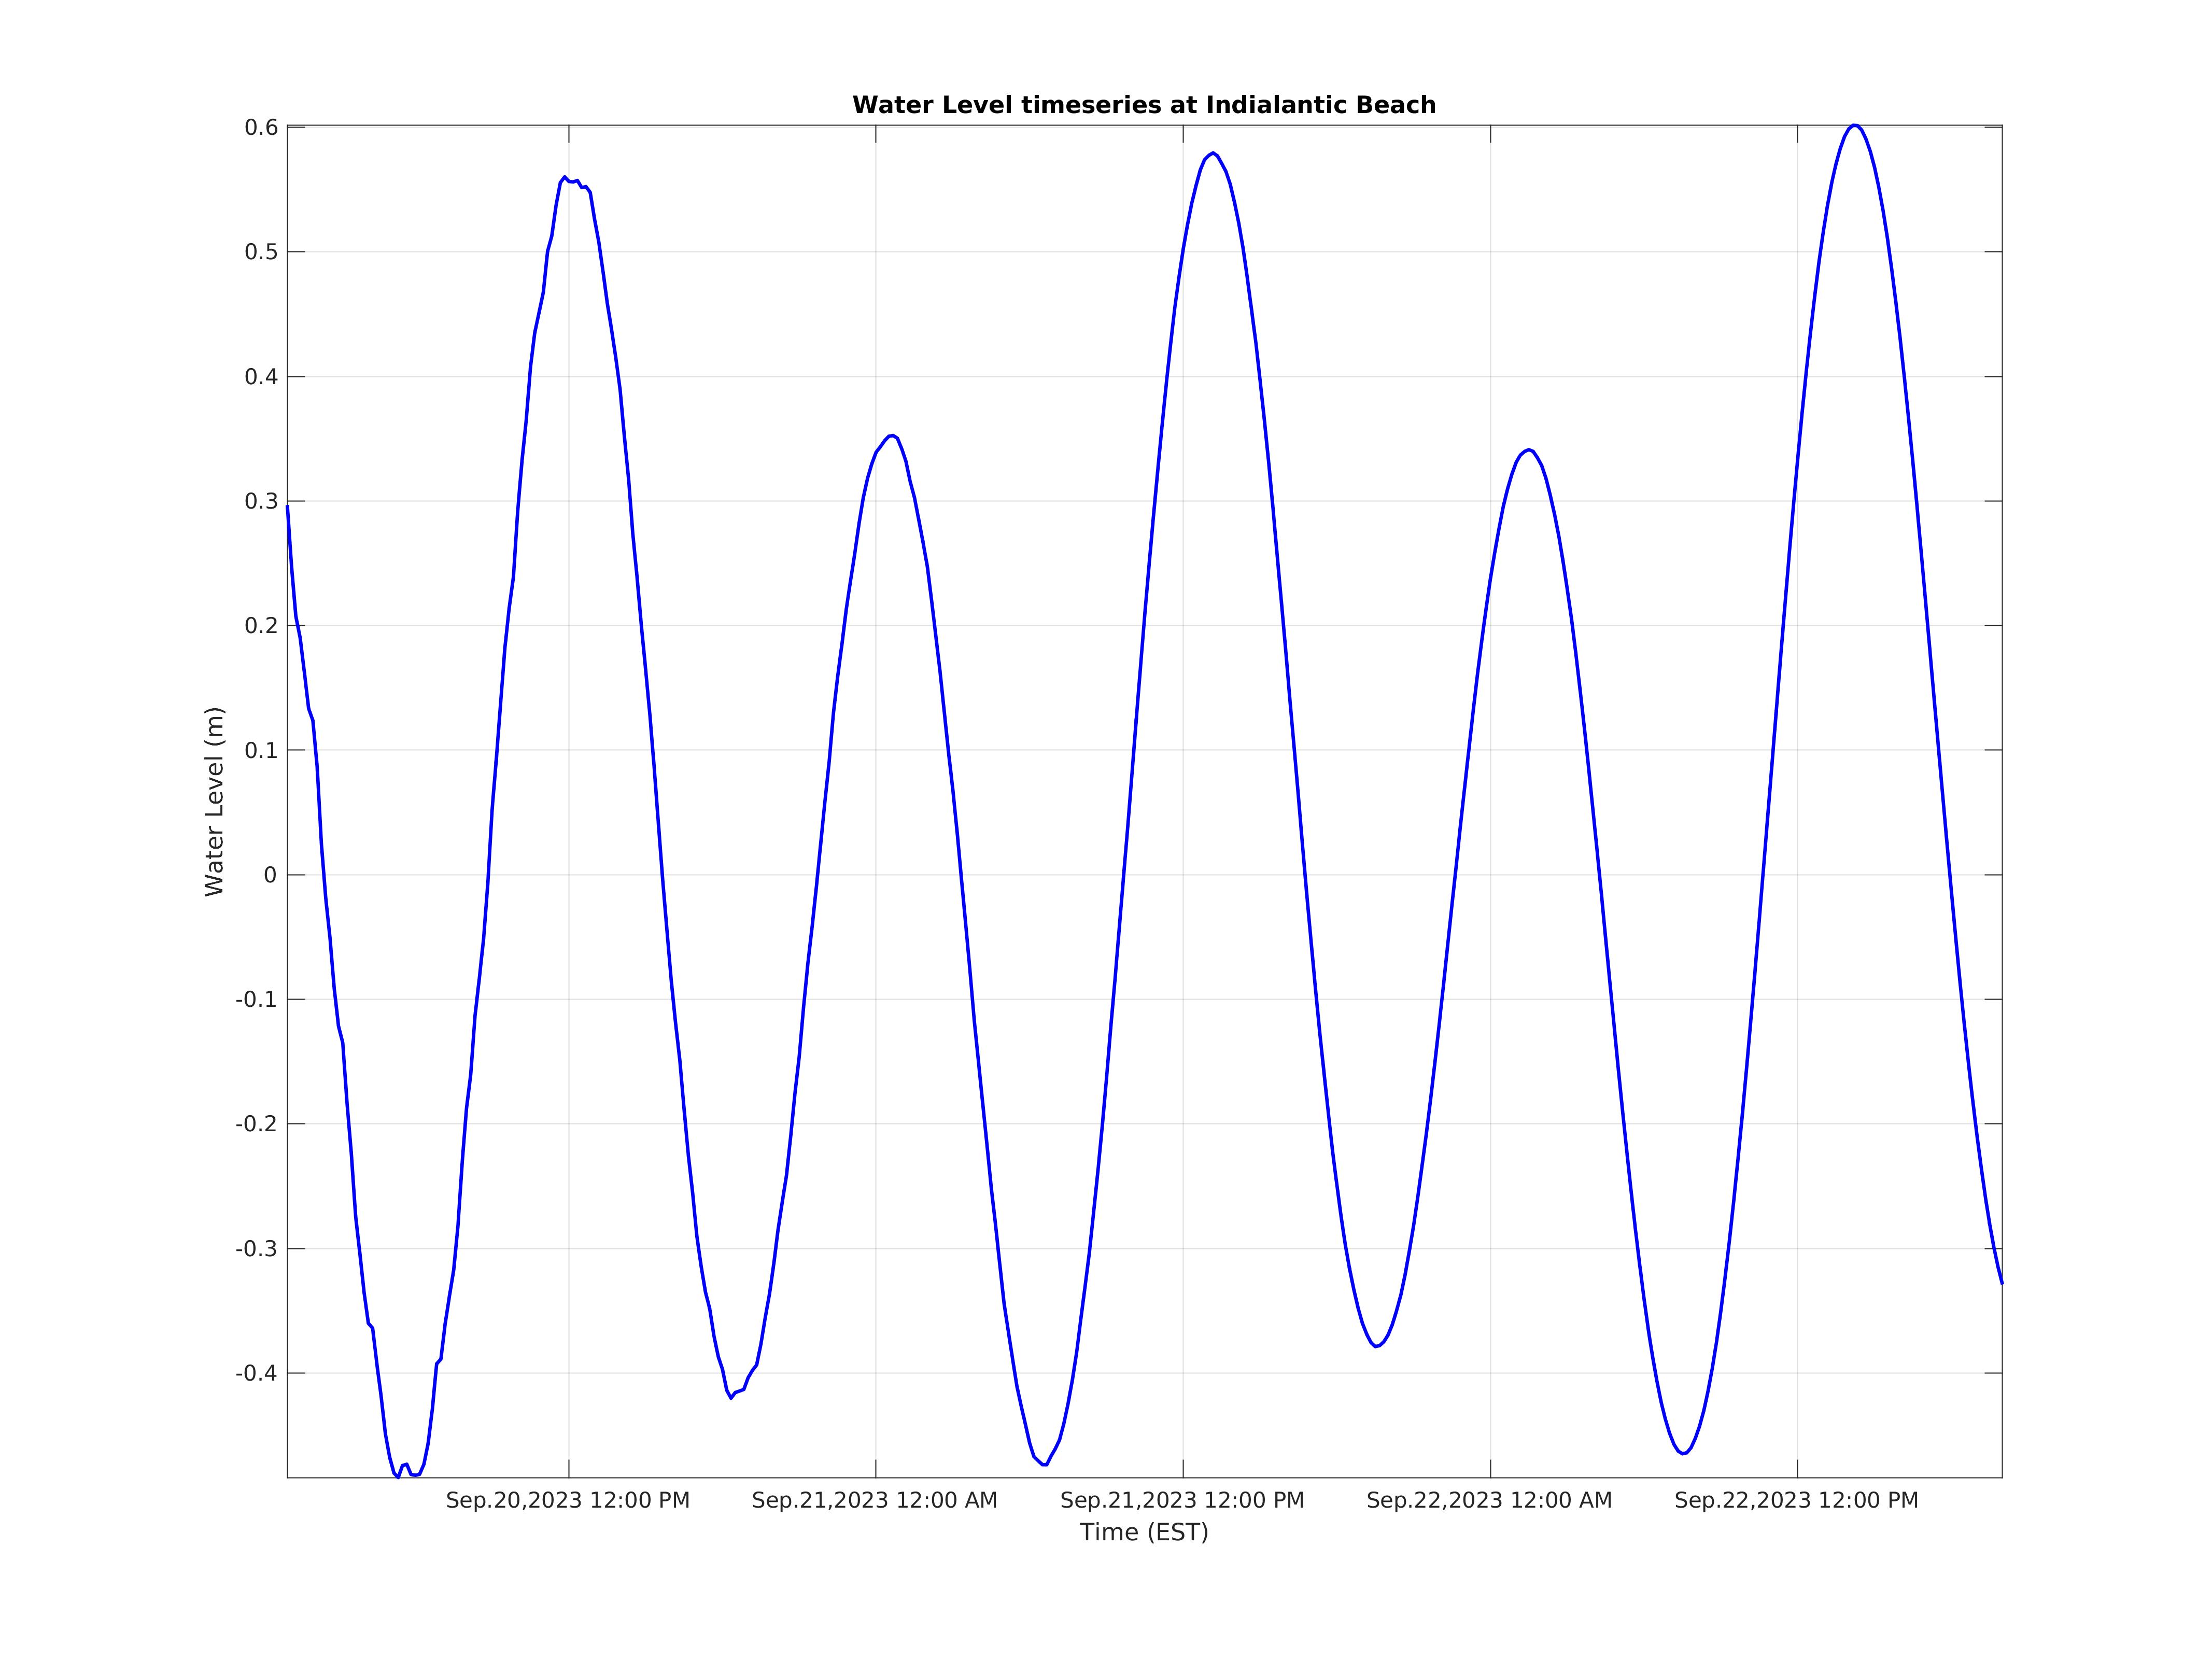 Water Level timeseries at Indialantic Beach
0.6
0.5
0.4
0.3
0.2
0.1
0
-0.1
-0.2
-0.3
-0.4
Water Level (m)
Sep.20,2023 12:00 PM
Sep.21,2023 12:00 AM
Sep.21,2023 12:00 PM
Sep.22,2023 12:00 AM
Sep.22,2023 12:00 PM
Time (EST)